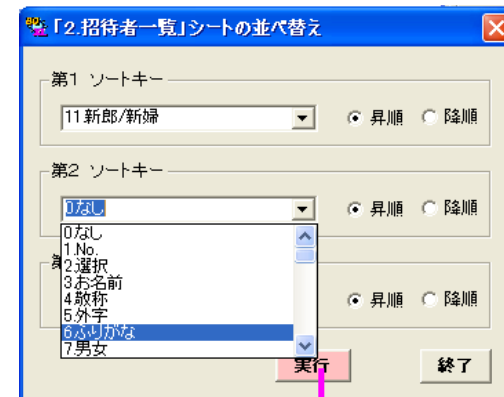 「2.招待者一覧」シートの並べ替え
第1 ソートキー
11.新郎/新婦
昇順
降順
第2 ソートキー
0なし
昇順
降順
0なし
1.No.
2.選択
3.お名前
4.敬称
5.外字
6.ふりがな
7.男女
第
昇順
降順
実行
終了